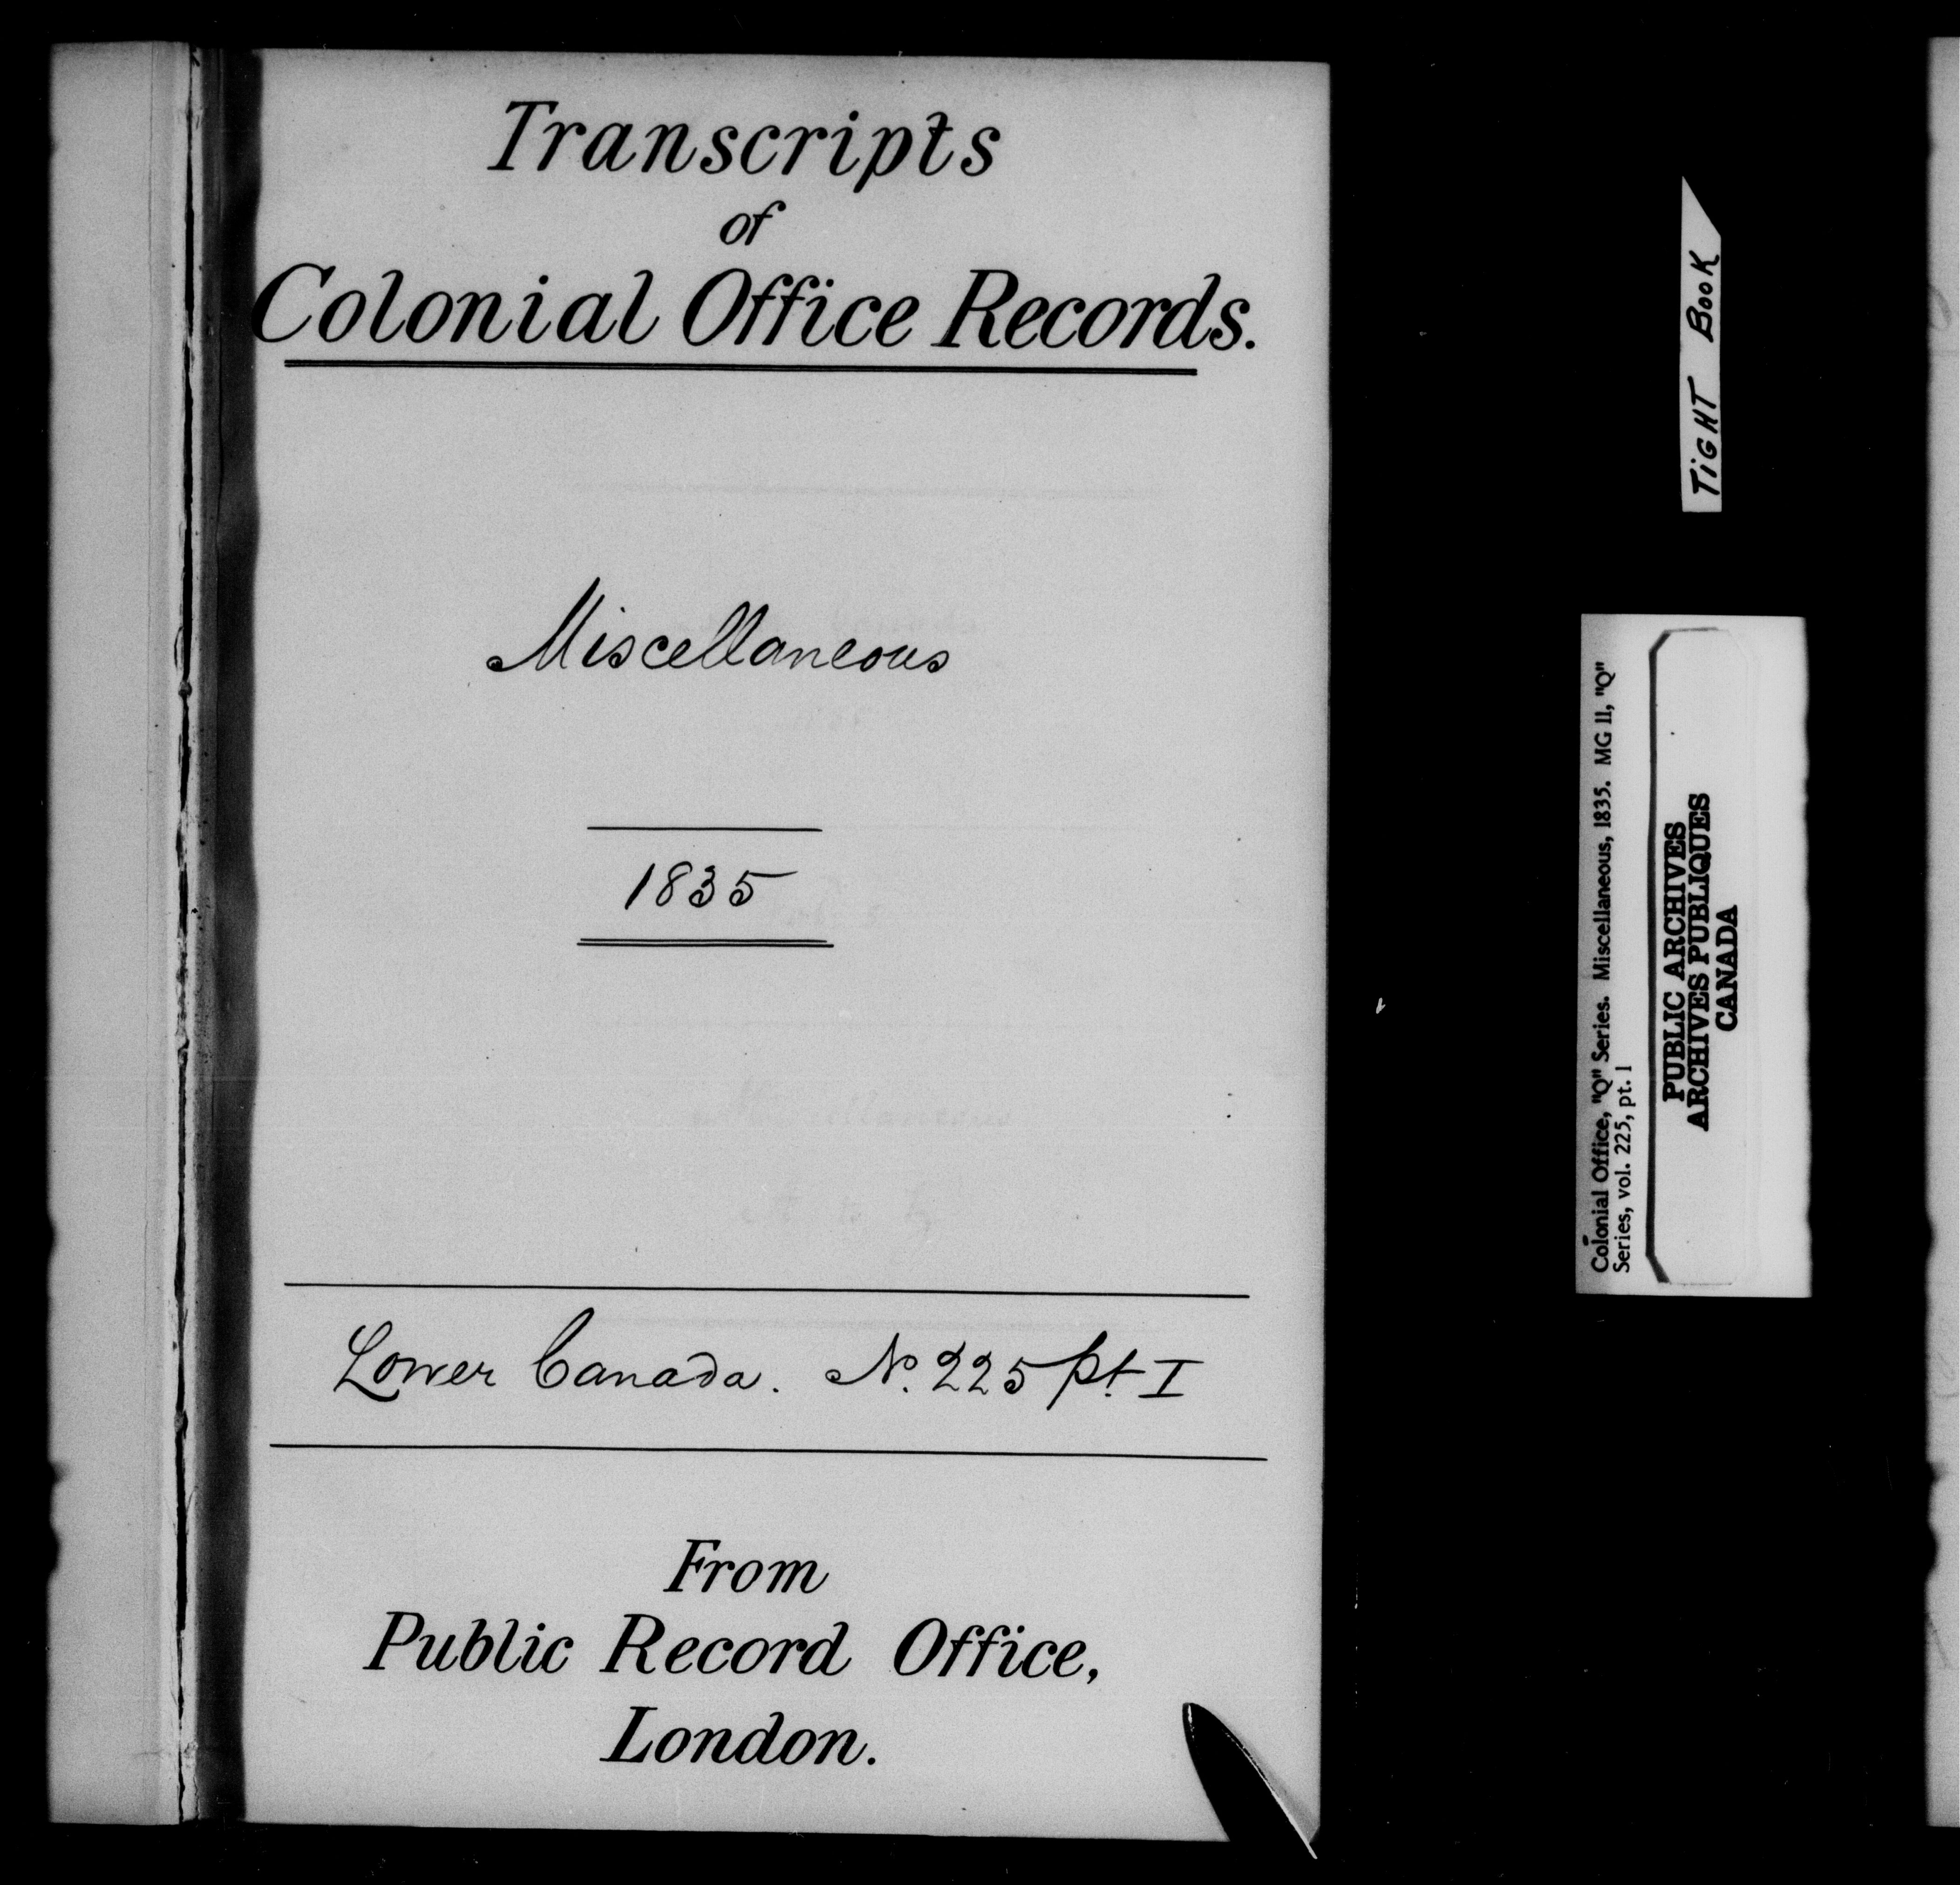 Transcripts
of
Colonial Office Records.
Miscellaneous
1835
Lower Canada. No. 225 pt I
From
Public Record Office,
London.
TiGHT BOOK
Colonial Office, "Q" Series. Miscellaneous, 1835. MG 11, "Q"
Series, vol. 225, pt. 1
PUBLIC ARCHIVES
ARCHIVES PUBLIQUES
CANADA